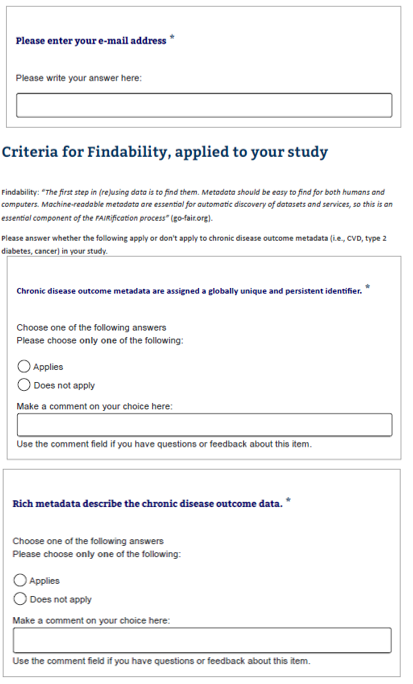 Please enter your e-mail address *
Please write your answer here:
Criteria for Findability, applied to your study
Findability: "The first step in (re)using data is to find them. Metadata should be easy to find for both humans and
computers. Machine-readable metadata are essential for automatic discovery of datasets and services, so this is an
essential component of the FAIRification process" (go-fair.org).
Please answer whether the following apply or don't apply to chronic disease outcome metadata (i.e., CVD, type 2
diabetes, cancer) in your study.
Chronic disease outcome metadata are assigned a globally unique and persistent identifier. *
Choose one of the following answers
Please choose only one of the following:
Applies
Does not apply
Make a comment on your choice here:
Use the comment field if you have questions or feedback about this item.
Rich metadata describe the chronic disease outcome data. *
Choose one of the following answers
Please choose only one of the following:
Applies
Does not apply
Make a comment on your choice here:
Use the comment field if you have questions or feedback about this item.